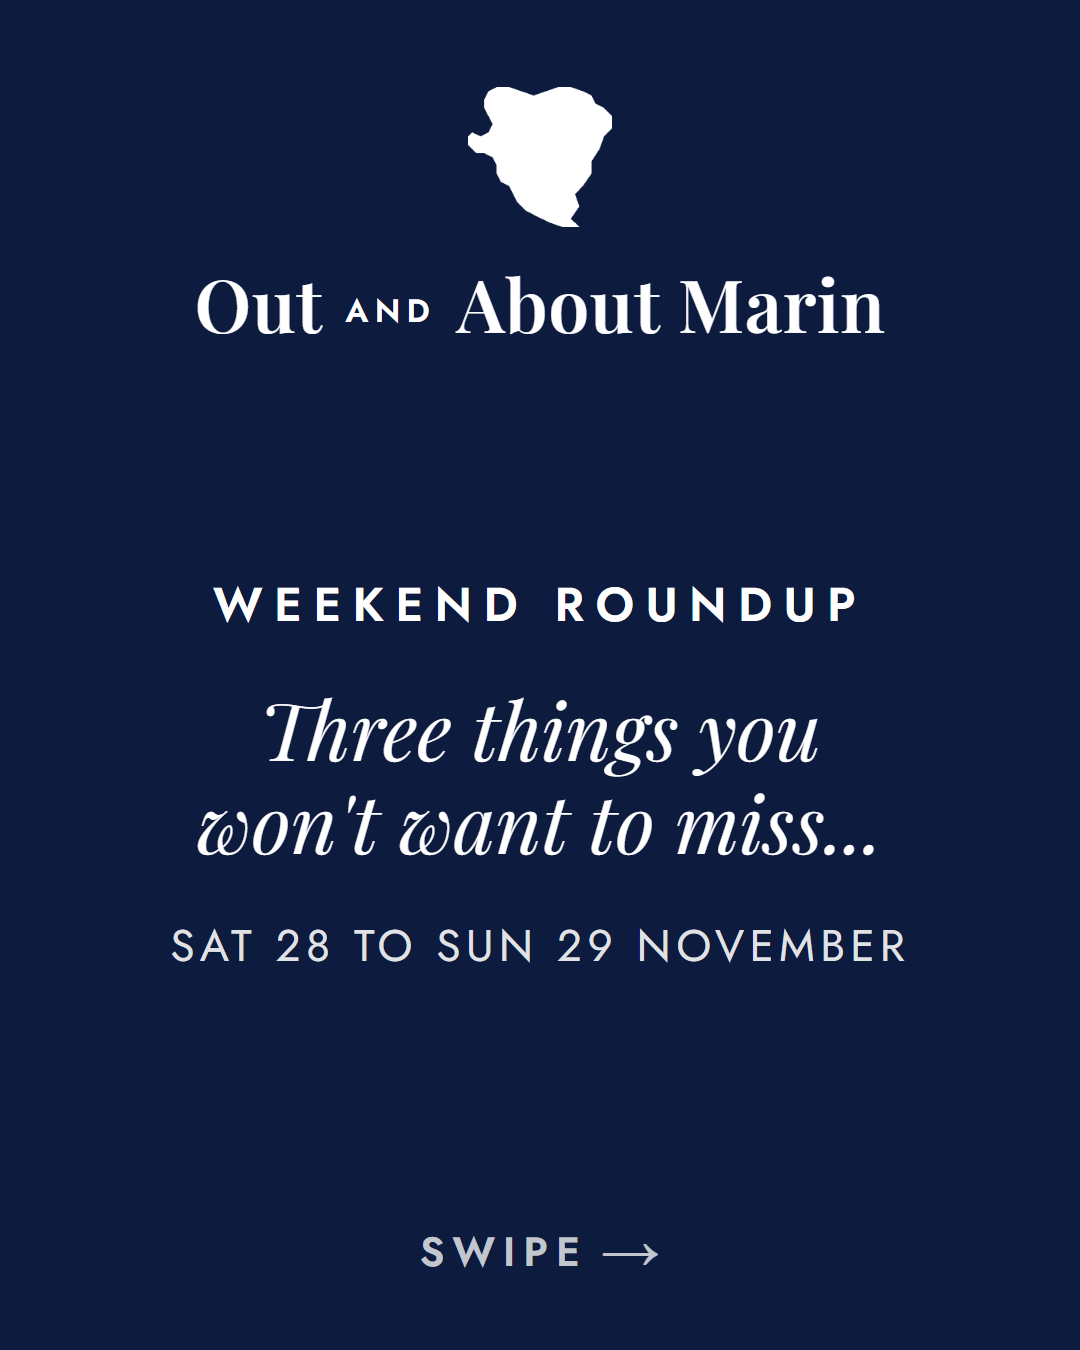 Out AND About Marin
WEEKEND ROUNDUP
Three things you
won't want to miss...
SAT 28 TO SUN 29 NOVEMBER
SWIPE →